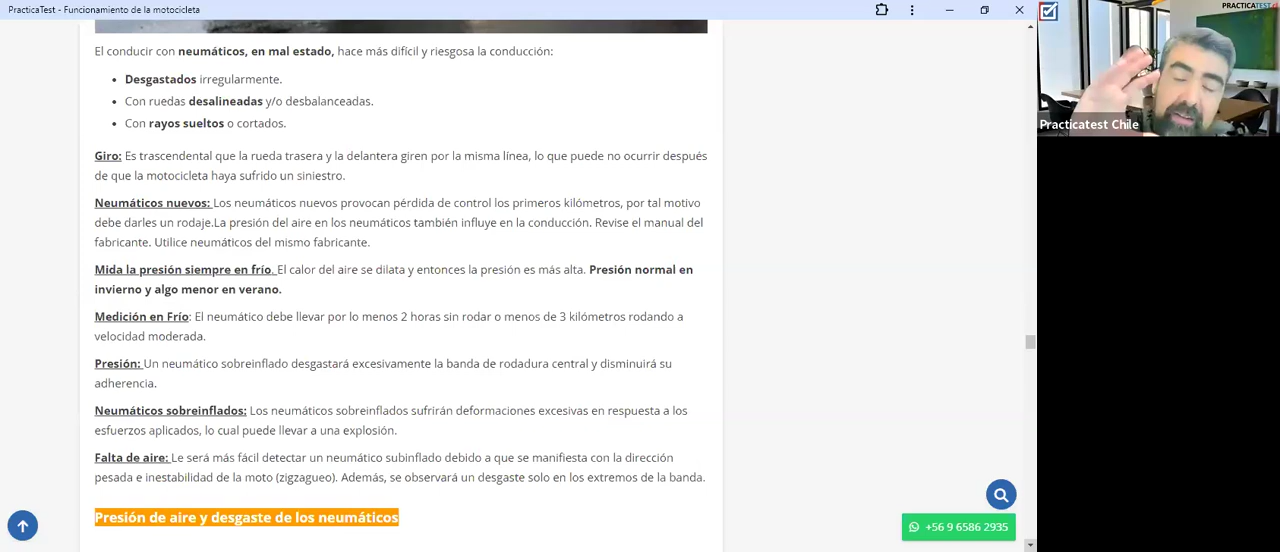 PracticaTest - Funcionamiento de la motocicleta
PRACTICATEST.cl
El conducir con neumáticos, en mal estado, hace más difícil y riesgosa la conducción:
• Desgastados irregularmente.
• Con ruedas desalineadas y/o desbalanceadas.
• Con rayos sueltos o cortados.
Practicatest Chile
Giro: Es trascendental que la rueda trasera y la delantera giren por la misma línea, lo que puede no ocurrir después
de que la motocicleta haya sufrido un siniestro.
Neumáticos nuevos: Los neumáticos nuevos provocan pérdida de control los primeros kilómetros, por tal motivo
debe darles un rodaje.La presión del aire en los neumáticos también influye en la conducción. Revise el manual del
fabricante. Utilice neumáticos del mismo fabricante.
Mida la presión siempre en frío. El calor del aire se dilata y entonces la presión es más alta. Presión normal en
invierno y algo menor en verano.
Medición en Frío: El neumático debe llevar por lo menos 2 horas sin rodar o menos de 3 kilómetros rodando a
velocidad moderada.
Presión: Un neumático sobreinflado desgastará excesivamente la banda de rodadura central y disminuirá su
adherencia.
Neumáticos sobreinflados: Los neumáticos sobreinflados sufrirán deformaciones excesivas en respuesta a los
esfuerzos aplicados, lo cual puede llevar a una explosión.
Falta de aire: Le será más fácil detectar un neumático subinflado debido a que se manifiesta con la dirección
pesada e inestabilidad de la moto (zigzagueo). Además, se observará un desgaste solo en los extremos de la banda.
Presión de aire y desgaste de los neumáticos
+56 9 6586 2935